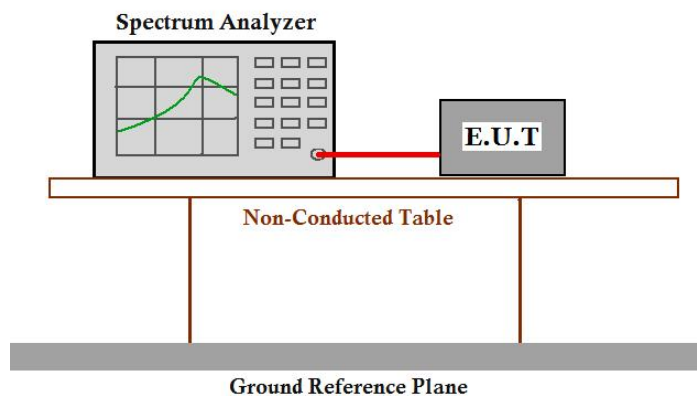 Spectrum Analyzer
E.U.T
Non-Conducted Table
Ground Reference Plane